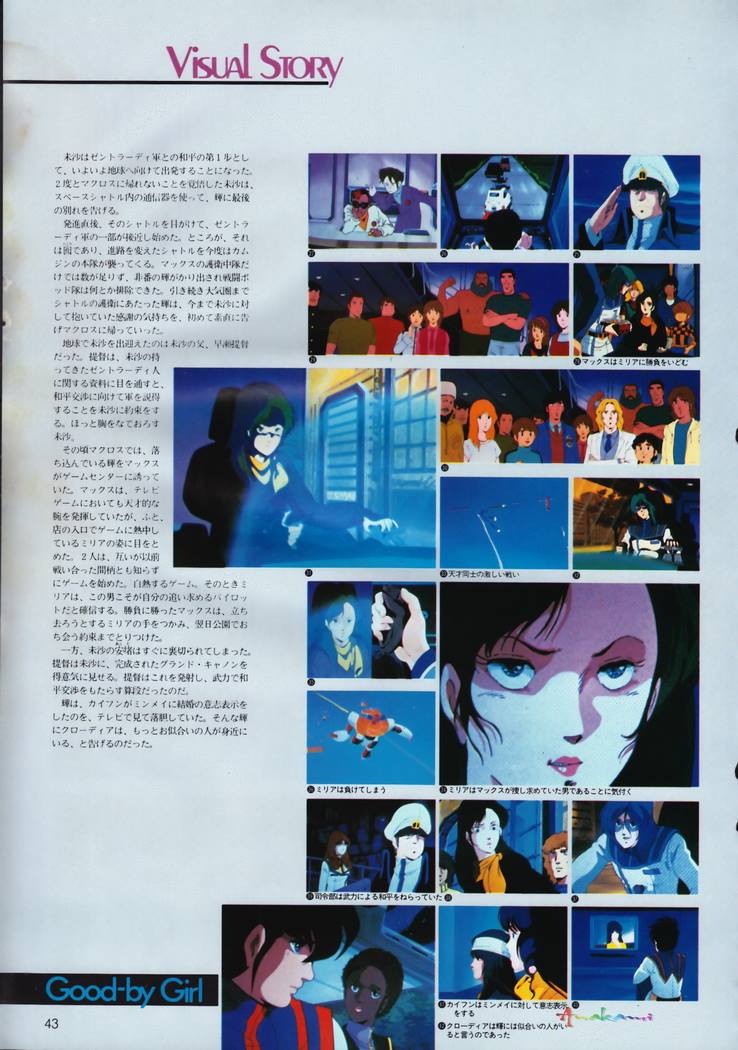 Visual Story
未沙はゼントラーディ軍との和平の第1歩とし
て、いよいよ地球へ向けて出発することになった。
2度とマクロスに帰れないことを覚悟した未沙は、
スペースシャトル内の通信器を使って、輝に最後
の別れを告げる。
発進直後、そのシャトルを目がけて、ゼントラ
ーディ軍の一部が接近し始めた。ところが、それ
は囮であり、進路を変えたシャトルを今度はカム
ジンの本隊が襲ってくる。マックスの護衛中隊だ
けでは数が足りず、非番の輝がかり出され戦闘ポ
ッド隊は何とか排除できた。引き続き大気圏まで
シャトルの護衛にあたった輝は、今まで未沙に対
して抱いていた感謝の気持ちを、初めて素直に告
げマクロスに帰っていった。
地球で未沙を出迎えたのは未沙の父、早瀬提督
だった。提督は、未沙の持
ってきたゼントラーディ人
に関する資料に目を通すと、
和平交渉に向けて軍を説得
することを未沙に約束をす
る。ほっと胸をなでおろす
未沙。
その頃マクロスでは、落
ち込んでいる輝をマックス
がゲームセンターに誘って
いた。マックスは、テレビ
ゲームにおいても天才的な
腕を発揮していたが、ふと、
店の入口でゲームに熱中し
ているミリアの姿に目をと
めた。2人は、互いが以前
戦い合った間柄とも知らず
にゲームを始めた。白熱するゲーム。そのときミ
リアは、この男こそが自分の追い求めるパイロッ
トだと確信する。勝負に勝ったマックスは、立ち
去ろうとするミリアの手をつかみ、翌日公園でお
ち会う約束までとりつけた。
一方、未沙の安堵はすぐに裏切られてしまった。
提督は未沙に、完成されたグランド・キャノンを
得意気に見せる。提督はこれを発射し、武力で和
平交渉をもたらす算段だったのだ。
輝は、カイフンがミンメイに結婚の意志表示を
したのを、テレビで見て落胆していた。そんな輝
にクローディアは、もっとお似合いの人が身近に
いる、と告げるのだった。
㉗
㉖
㉕
㉘
㉙マックスはミリアに勝負をいどむ
㉚
㉛
㉝天才同士の激しい戦い
㉜
㉟
㊱ミリアは負けてしまう
㉞ミリアはマックスが捜し求めていた男であることに気付く
㊴司令部は武力による和平をねらっていた
㊳
㊲
㊶カイフンはミンメイに対して意志表示
をする
㊷クローディアは輝には似合いの人がい
ると言うのであった
㊵
Anakami
Good-by Girl
43